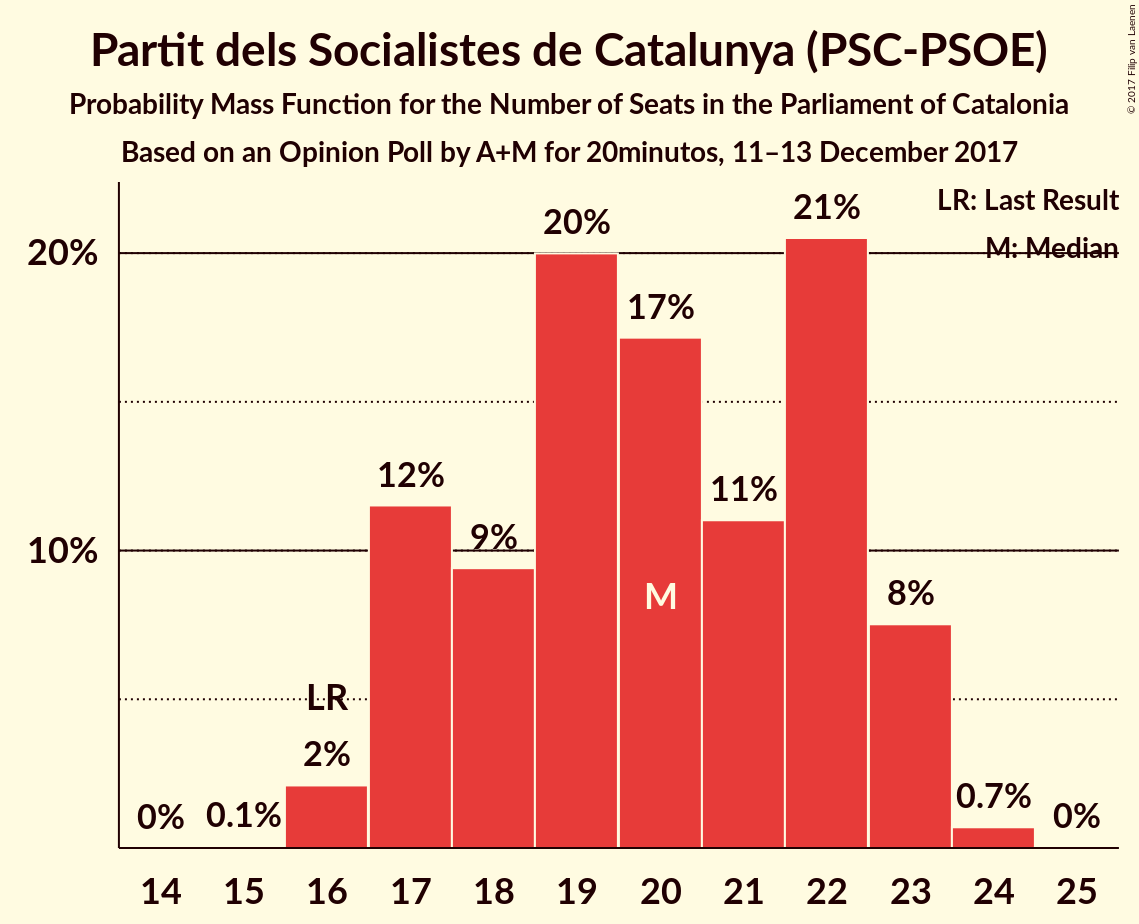 Partit dels Socialistes de Catalunya (PSC-PSOE)
Probability Mass Function for the Number of Seats in the Parliament of Catalonia
Based on an Opinion Poll by A+M for 20minutos, 11–13 December 2017
© 2017 Filip van Laenen
LR: Last Result
M: Median
20%
10%
0%
0.1%
LR
2%
12%
9%
20%
17%
M
11%
21%
8%
0.7%
0%
14 15 16 17 18 19 20 21 22 23 24 25